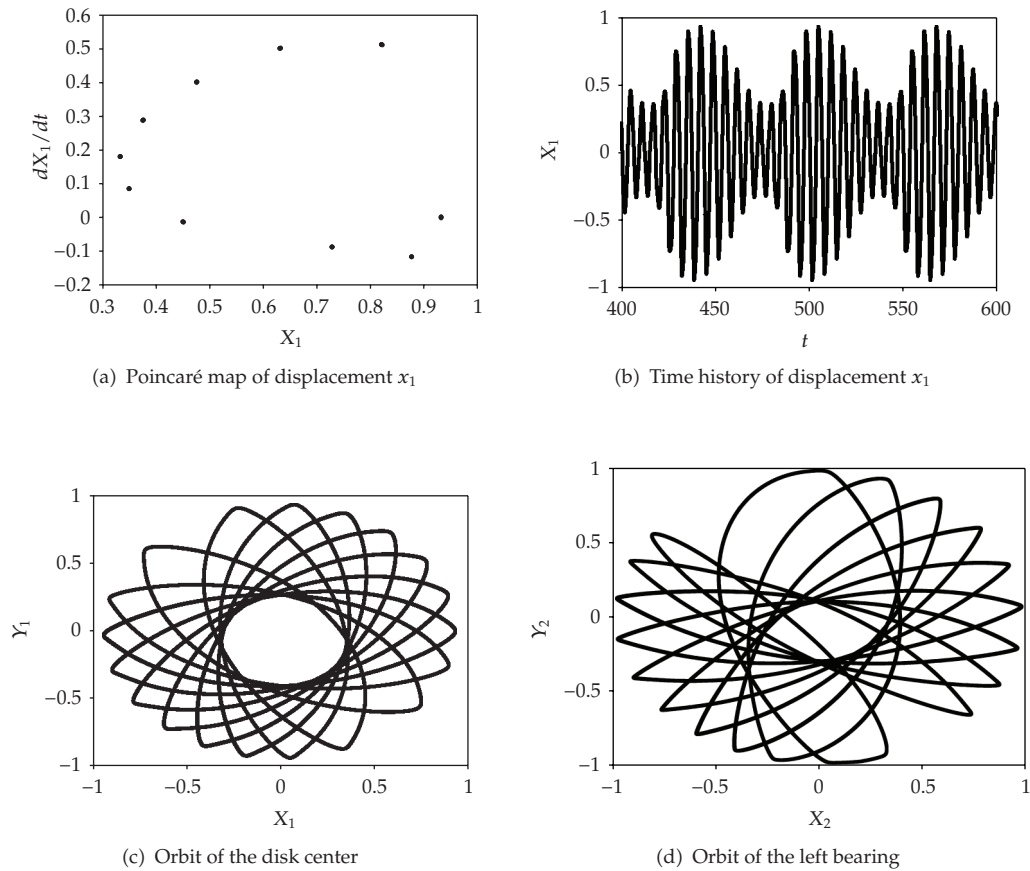 0.6
0.5
0.4
0.3
0.2
0.1
0
−0.1
−0.2
dX₁/dt
0.3 0.4 0.5 0.6 0.7 0.8 0.9 1
X₁
(a) Poincaré map of displacement x₁
1
0.5
0
−0.5
−1
X₁
400 450 500 550 600
t
(b) Time history of displacement x₁
1
0.5
0
−0.5
−1
Y₁
−1 −0.5 0 0.5 1
X₁
(c) Orbit of the disk center
1
0.5
0
−0.5
−1
Y₂
−1 −0.5 0 0.5 1
X₂
(d) Orbit of the left bearing